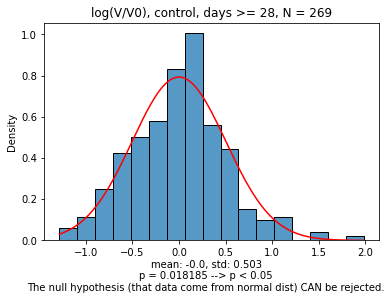 log(V/V0), control, days >= 28, N = 269
1.0
0.8
0.6
0.4
0.2
0.0
Density
−1.0 −0.5 0.0 0.5 1.0 1.5 2.0
mean: -0.0, std: 0.503
p = 0.018185 --> p < 0.05
The null hypothesis (that data come from normal dist) CAN be rejected.